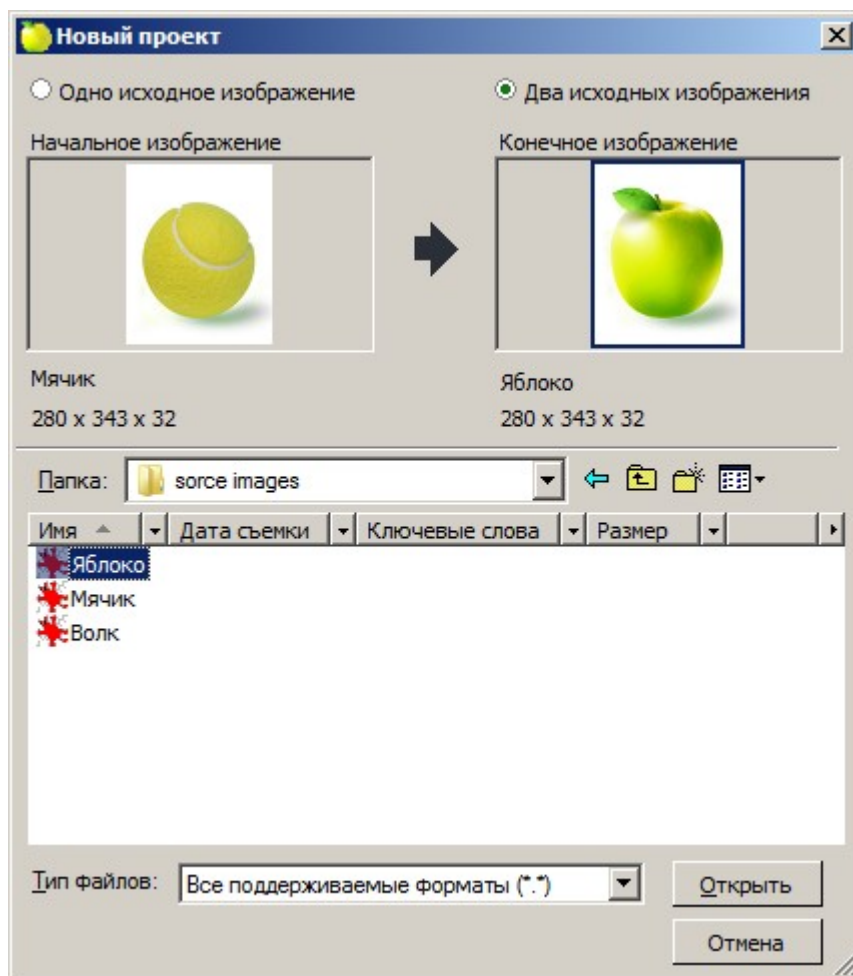 Новый проект
Одно исходное изображение
Два исходных изображения
Начальное изображение
Конечное изображение
Мячик
Яблоко
280 x 343 x 32
280 x 343 x 32
Папка: sorce images
Имя Дата съемки Ключевые слова Размер
Яблоко
Мячик
Волк
Тип файлов: Все поддерживаемые форматы (*.*) Открыть
Отмена